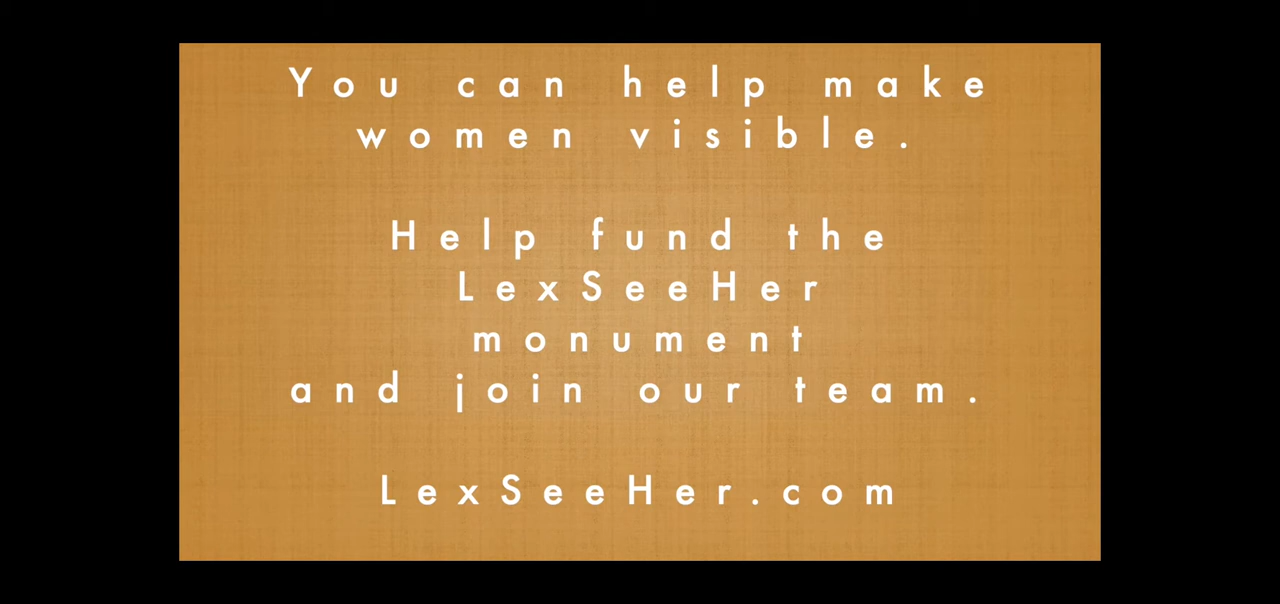 You can help make
women visible.
Help fund the
LexSeeHer
monument
and join our team.
LexSeeHer.com